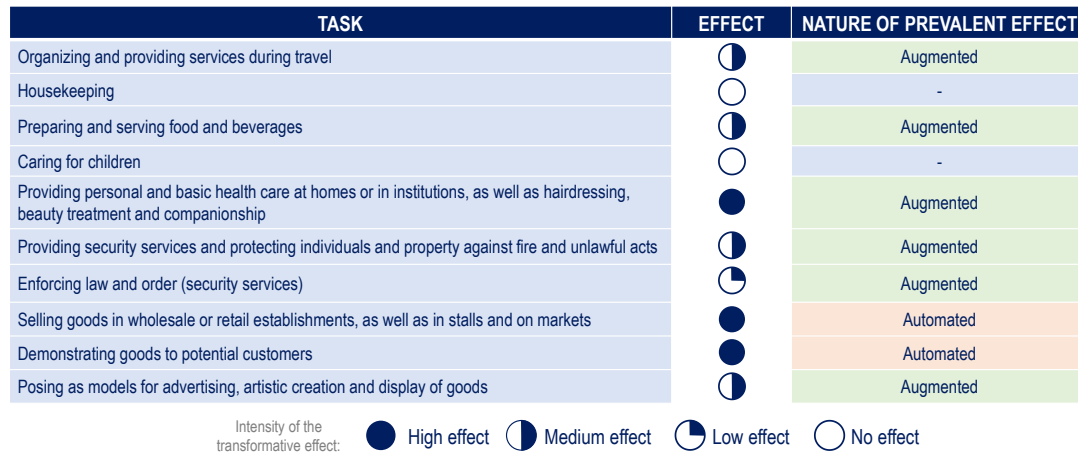 TASK EFFECT NATURE OF PREVALENT EFFECT
Organizing and providing services during travel Augmented
Housekeeping -
Preparing and serving food and beverages Augmented
Caring for children -
Providing personal and basic health care at homes or in institutions, as well as hairdressing,
beauty treatment and companionship Augmented
Providing security services and protecting individuals and property against fire and unlawful acts Augmented
Enforcing law and order (security services) Augmented
Selling goods in wholesale or retail establishments, as well as in stalls and on markets Automated
Demonstrating goods to potential customers Automated
Posing as models for advertising, artistic creation and display of goods Augmented
Intensity of the
transformative effect: High effect Medium effect Low effect No effect